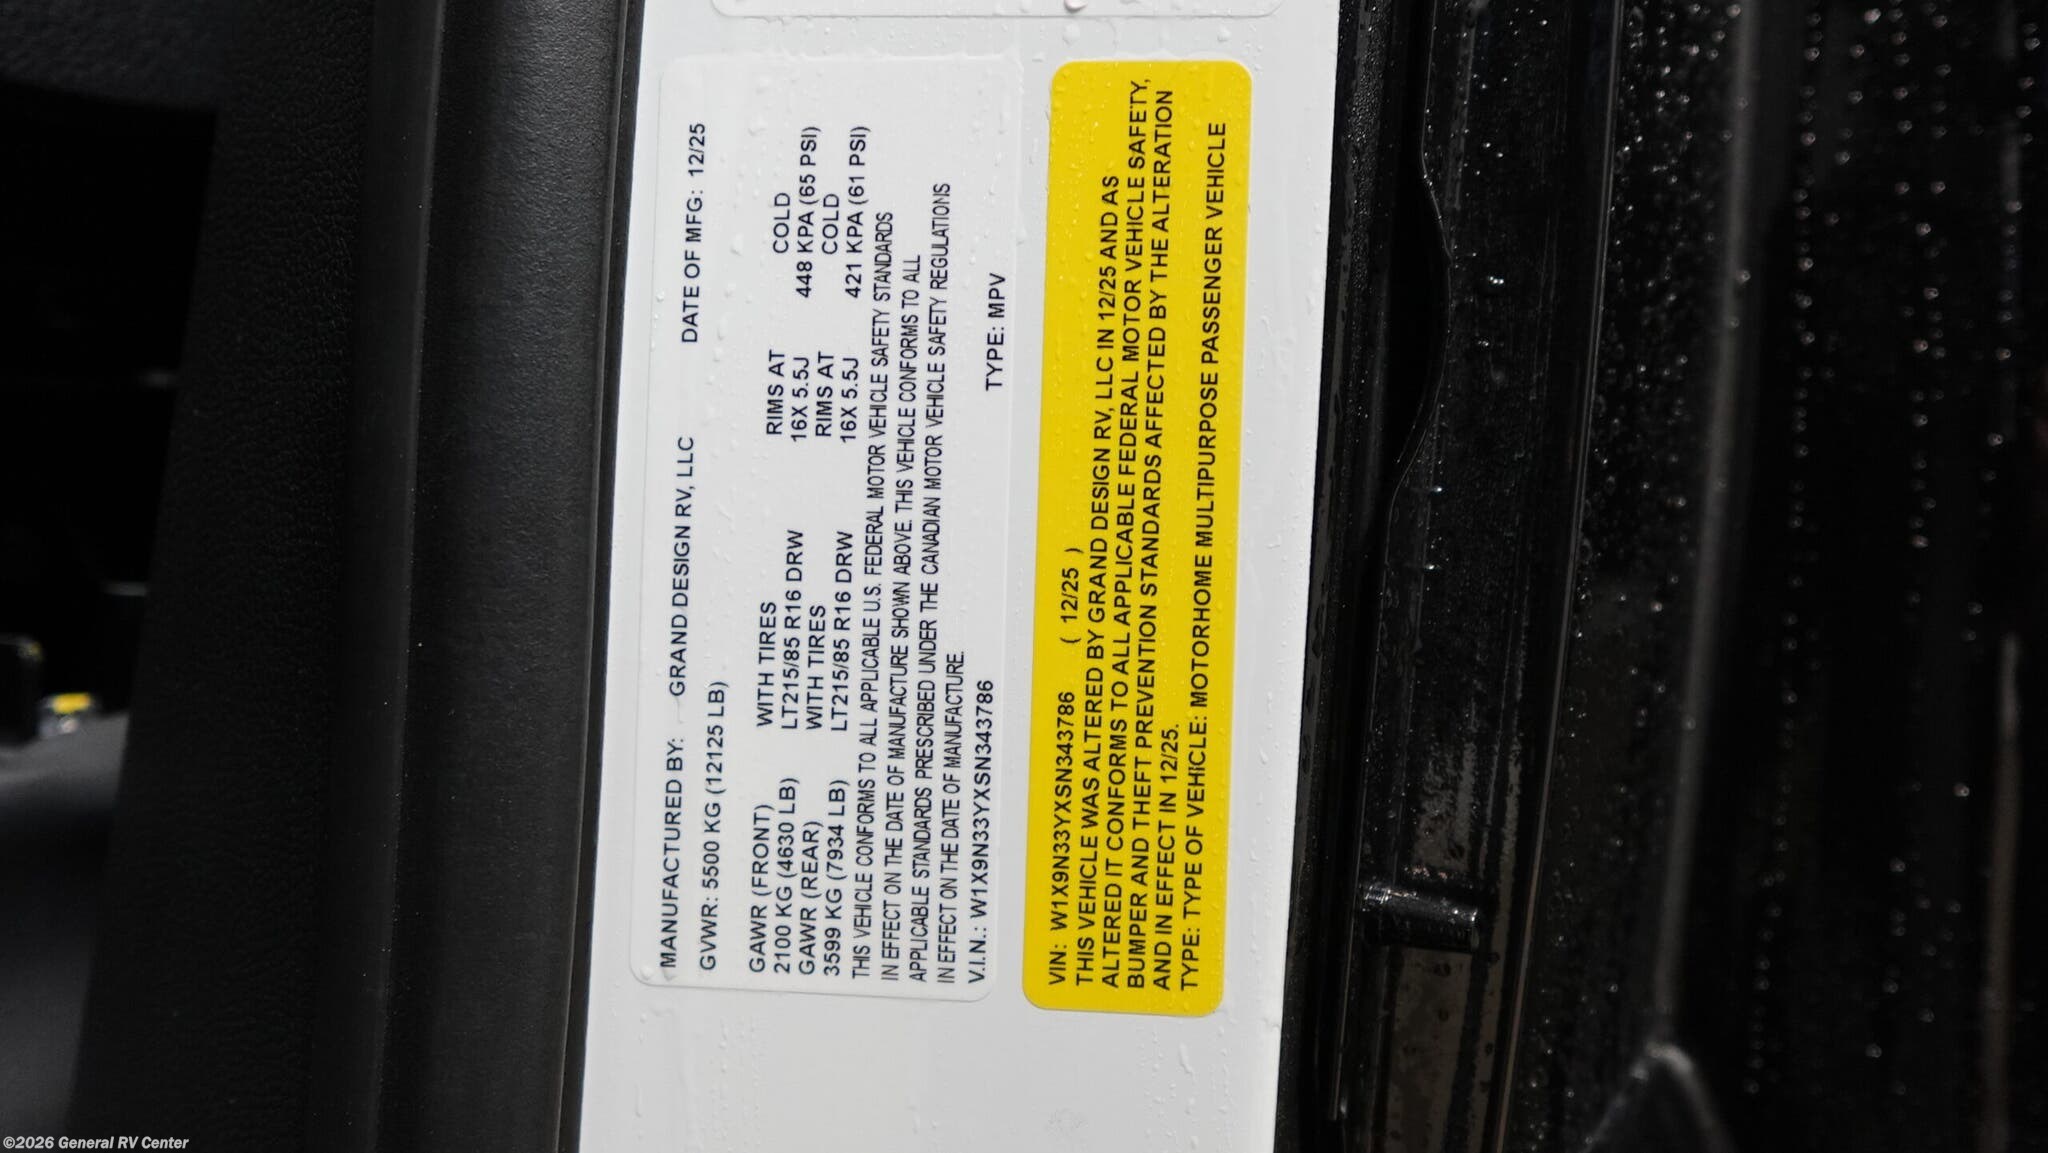 MANUFACTURED BY: GRAND DESIGN RV, LLC DATE OF MFG: 12/25
GVWR: 5500 KG (12125 LB)
GAWR (FRONT) WITH TIRES RIMS AT COLD
2100 KG (4630 LB) LT215/85 R16 DRW 16X 5.5J 448 KPA (65 PSI)
GAWR (REAR) WITH TIRES RIMS AT COLD
3599 KG (7934 LB) LT215/85 R16 DRW 16X 5.5J 421 KPA (61 PSI)
THIS VEHICLE CONFORMS TO ALL APPLICABLE U.S. FEDERAL MOTOR VEHICLE SAFETY STANDARDS
IN EFFECT ON THE DATE OF MANUFACTURE SHOWN ABOVE. THIS VEHICLE CONFORMS TO ALL
APPLICABLE STANDARDS PRESCRIBED UNDER THE CANADIAN MOTOR VEHICLE SAFETY REGULATIONS
IN EFFECT ON THE DATE OF MANUFACTURE.
V.I.N.: W1X9N33YXSN343786 TYPE: MPV
VIN: W1X9N33YXSN343786 ( 12/25 )
THIS VEHICLE WAS ALTERED BY GRAND DESIGN RV, LLC IN 12/25 AND AS
ALTERED IT CONFORMS TO ALL APPLICABLE FEDERAL MOTOR VEHICLE SAFETY,
BUMPER AND THEFT PREVENTION STANDARDS AFFECTED BY THE ALTERATION
AND IN EFFECT IN 12/25.
TYPE: TYPE OF VEHICLE: MOTORHOME MULTIPURPOSE PASSENGER VEHICLE
©2026 General RV Center